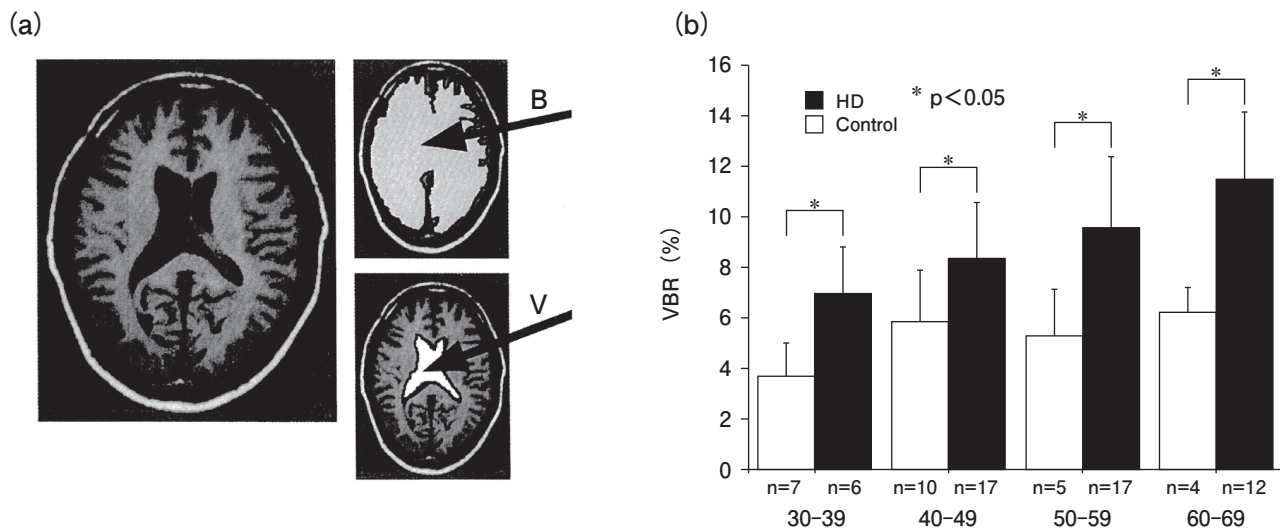 (a)
B
V
(b)
VBR (%)
16
14
12
10
8
6
4
2
0
HD
Control
* p<0.05
*
*
*
*
n=7 n=6 n=10 n=17 n=5 n=17 n=4 n=12
30–39 40–49 50–59 60–69